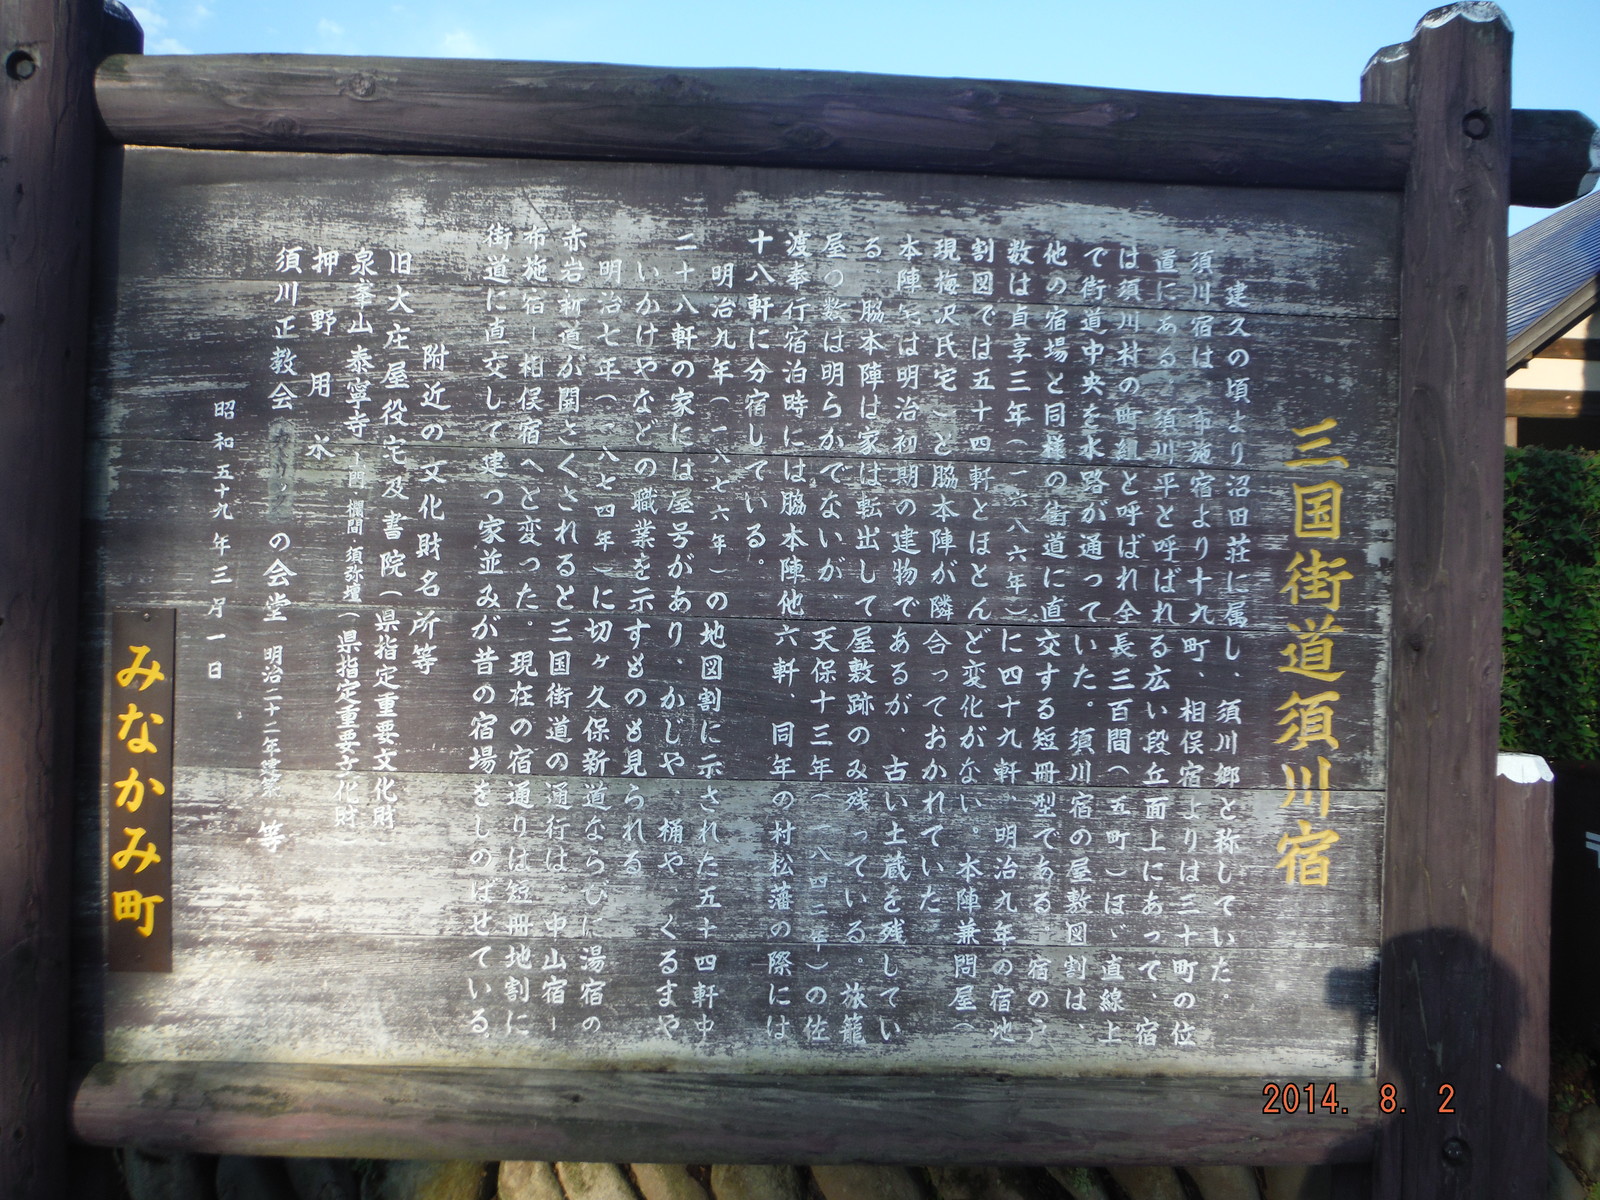 三国街道須川宿
建久の頃より沼田荘に属し、須川郷と称していた。
須川宿は、布施宿より十九町、相俣宿よりは三十町の位
置にある。須川平と呼ばれる広い段丘面上にあって、宿
は須川村の町組と呼ばれ全長三百間(五町)ほゞ直線上
で街道中央を水路が通っていた。須川宿の屋敷図割は、
他の宿場と同様の街道に直交する短冊型である。宿の戸
数は貞享三年(一六八六年)に四十九軒、明治九年の宿地
割図では五十四軒とほとんど変化がない。本陣兼問屋(
現梅沢氏宅)と脇本陣が隣合っておかれていた
本陣宅は明治初期の建物であるが、古い土蔵を残してい
る。脇本陣は家は転出して屋敷跡のみ残っている。旅籠
屋の数は明らかでないが、天保十三年(一八四二年)の佐
渡奉行宿泊時には脇本陣他六軒、同年の村松藩の際には
十八軒に分宿している。
明治九年(一八七六年)の地図割に示された五十四軒中
二十八軒の家には屋号があり、かしや、桶や、くるまや
いかけやなどの職業を示すものも見られる
明治七年(一八七四年)に切ヶ久保新道ならびに湯宿の
赤岩新道が開さくされると三国街道の通行は、中山宿ー
布施宿ー相俣宿へと変った。現在の宿通りは短冊地割に
街道に直交して建つ家並みが昔の宿場をしのばせている
附近の文化財名所等
旧大庄屋役宅及書院(県指定重要文化財
泉峯山泰寧寺ー門 欄間 須弥壇(県指定重要文化財)
押野用水
須川正教会 の会堂 明治二十二年建築 等
昭和五十九年三月一日
みなかみ町
2014. 8. 2